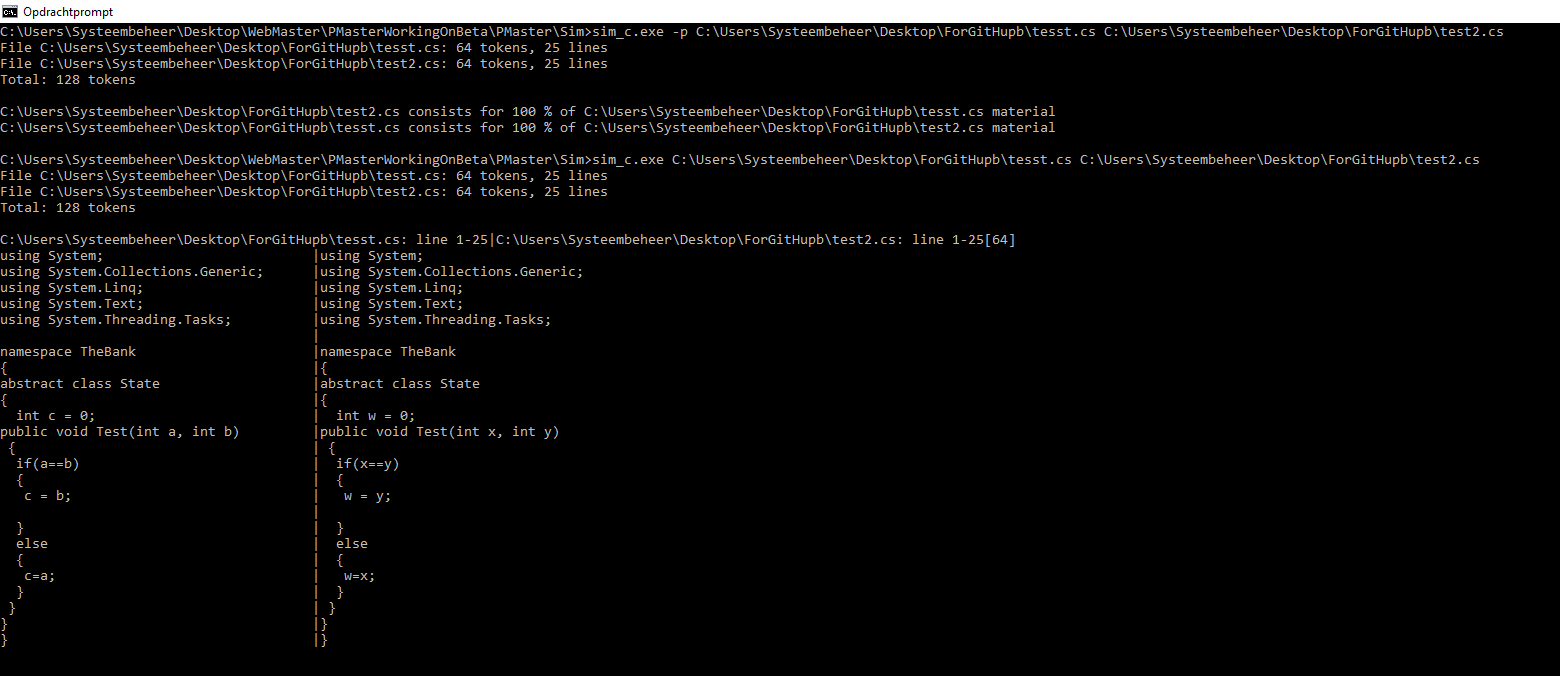 Opdrachtprompt
C:\Users\Systeembeheer\Desktop\WebMaster\PMasterWorkingOnBeta\PMaster\Sim>sim_c.exe -p C:\Users\Systeembeheer\Desktop\ForGitHupb\tesst.cs C:\Users\Systeembeheer\Desktop\ForGitHupb\test2.cs
File C:\Users\Systeembeheer\Desktop\ForGitHupb\tesst.cs: 64 tokens, 25 lines
File C:\Users\Systeembeheer\Desktop\ForGitHupb\test2.cs: 64 tokens, 25 lines
Total: 128 tokens

C:\Users\Systeembeheer\Desktop\ForGitHupb\test2.cs consists for 100 % of C:\Users\Systeembeheer\Desktop\ForGitHupb\tesst.cs material
C:\Users\Systeembeheer\Desktop\ForGitHupb\tesst.cs consists for 100 % of C:\Users\Systeembeheer\Desktop\ForGitHupb\test2.cs material

C:\Users\Systeembeheer\Desktop\WebMaster\PMasterWorkingOnBeta\PMaster\Sim>sim_c.exe C:\Users\Systeembeheer\Desktop\ForGitHupb\tesst.cs C:\Users\Systeembeheer\Desktop\ForGitHupb\test2.cs
File C:\Users\Systeembeheer\Desktop\ForGitHupb\tesst.cs: 64 tokens, 25 lines
File C:\Users\Systeembeheer\Desktop\ForGitHupb\test2.cs: 64 tokens, 25 lines
Total: 128 tokens

C:\Users\Systeembeheer\Desktop\ForGitHupb\tesst.cs: line 1-25|C:\Users\Systeembeheer\Desktop\ForGitHupb\test2.cs: line 1-25[64]
using System;                          |using System;
using System.Collections.Generic;      |using System.Collections.Generic;
using System.Linq;                     |using System.Linq;
using System.Text;                     |using System.Text;
using System.Threading.Tasks;          |using System.Threading.Tasks;
                                       |
namespace TheBank                      |namespace TheBank
{                                      |{
abstract class State                   |abstract class State
{                                      |{
  int c = 0;                           |  int w = 0;
public void Test(int a, int b)         |public void Test(int x, int y)
 {                                     | {
  if(a==b)                             |  if(x==y)
  {                                    |  {
   c = b;                              |   w = y;
                                       |
  }                                    |  }
  else                                 |  else
  {                                    |  {
   c=a;                                |   w=x;
  }                                    |  }
 }                                     | }
}                                      |}
}                                      |}